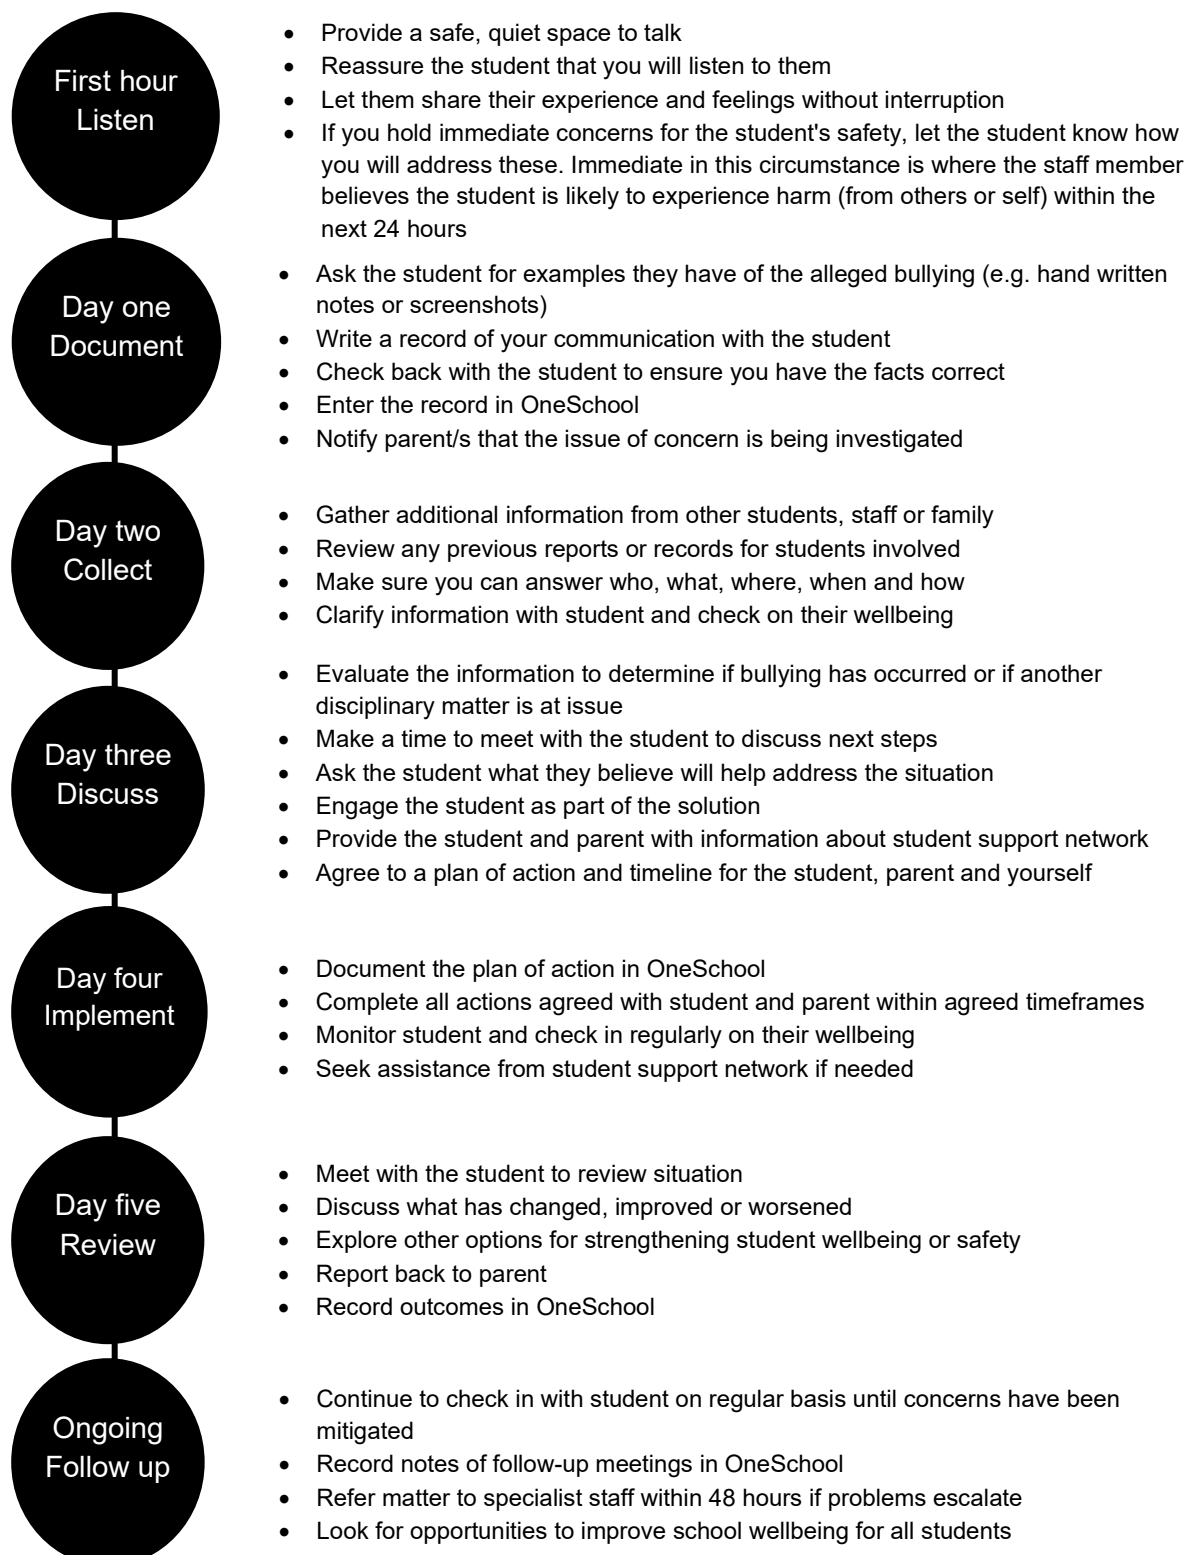 First hour
Listen
• Provide a safe, quiet space to talk
• Reassure the student that you will listen to them
• Let them share their experience and feelings without interruption
• If you hold immediate concerns for the student's safety, let the student know how
you will address these. Immediate in this circumstance is where the staff member
believes the student is likely to experience harm (from others or self) within the
next 24 hours
Day one
Document
• Ask the student for examples they have of the alleged bullying (e.g. hand written
notes or screenshots)
• Write a record of your communication with the student
• Check back with the student to ensure you have the facts correct
• Enter the record in OneSchool
• Notify parent/s that the issue of concern is being investigated
Day two
Collect
• Gather additional information from other students, staff or family
• Review any previous reports or records for students involved
• Make sure you can answer who, what, where, when and how
• Clarify information with student and check on their wellbeing
Day three
Discuss
• Evaluate the information to determine if bullying has occurred or if another
disciplinary matter is at issue
• Make a time to meet with the student to discuss next steps
• Ask the student what they believe will help address the situation
• Engage the student as part of the solution
• Provide the student and parent with information about student support network
• Agree to a plan of action and timeline for the student, parent and yourself
Day four
Implement
• Document the plan of action in OneSchool
• Complete all actions agreed with student and parent within agreed timeframes
• Monitor student and check in regularly on their wellbeing
• Seek assistance from student support network if needed
Day five
Review
• Meet with the student to review situation
• Discuss what has changed, improved or worsened
• Explore other options for strengthening student wellbeing or safety
• Report back to parent
• Record outcomes in OneSchool
Ongoing
Follow up
• Continue to check in with student on regular basis until concerns have been
mitigated
• Record notes of follow-up meetings in OneSchool
• Refer matter to specialist staff within 48 hours if problems escalate
• Look for opportunities to improve school wellbeing for all students